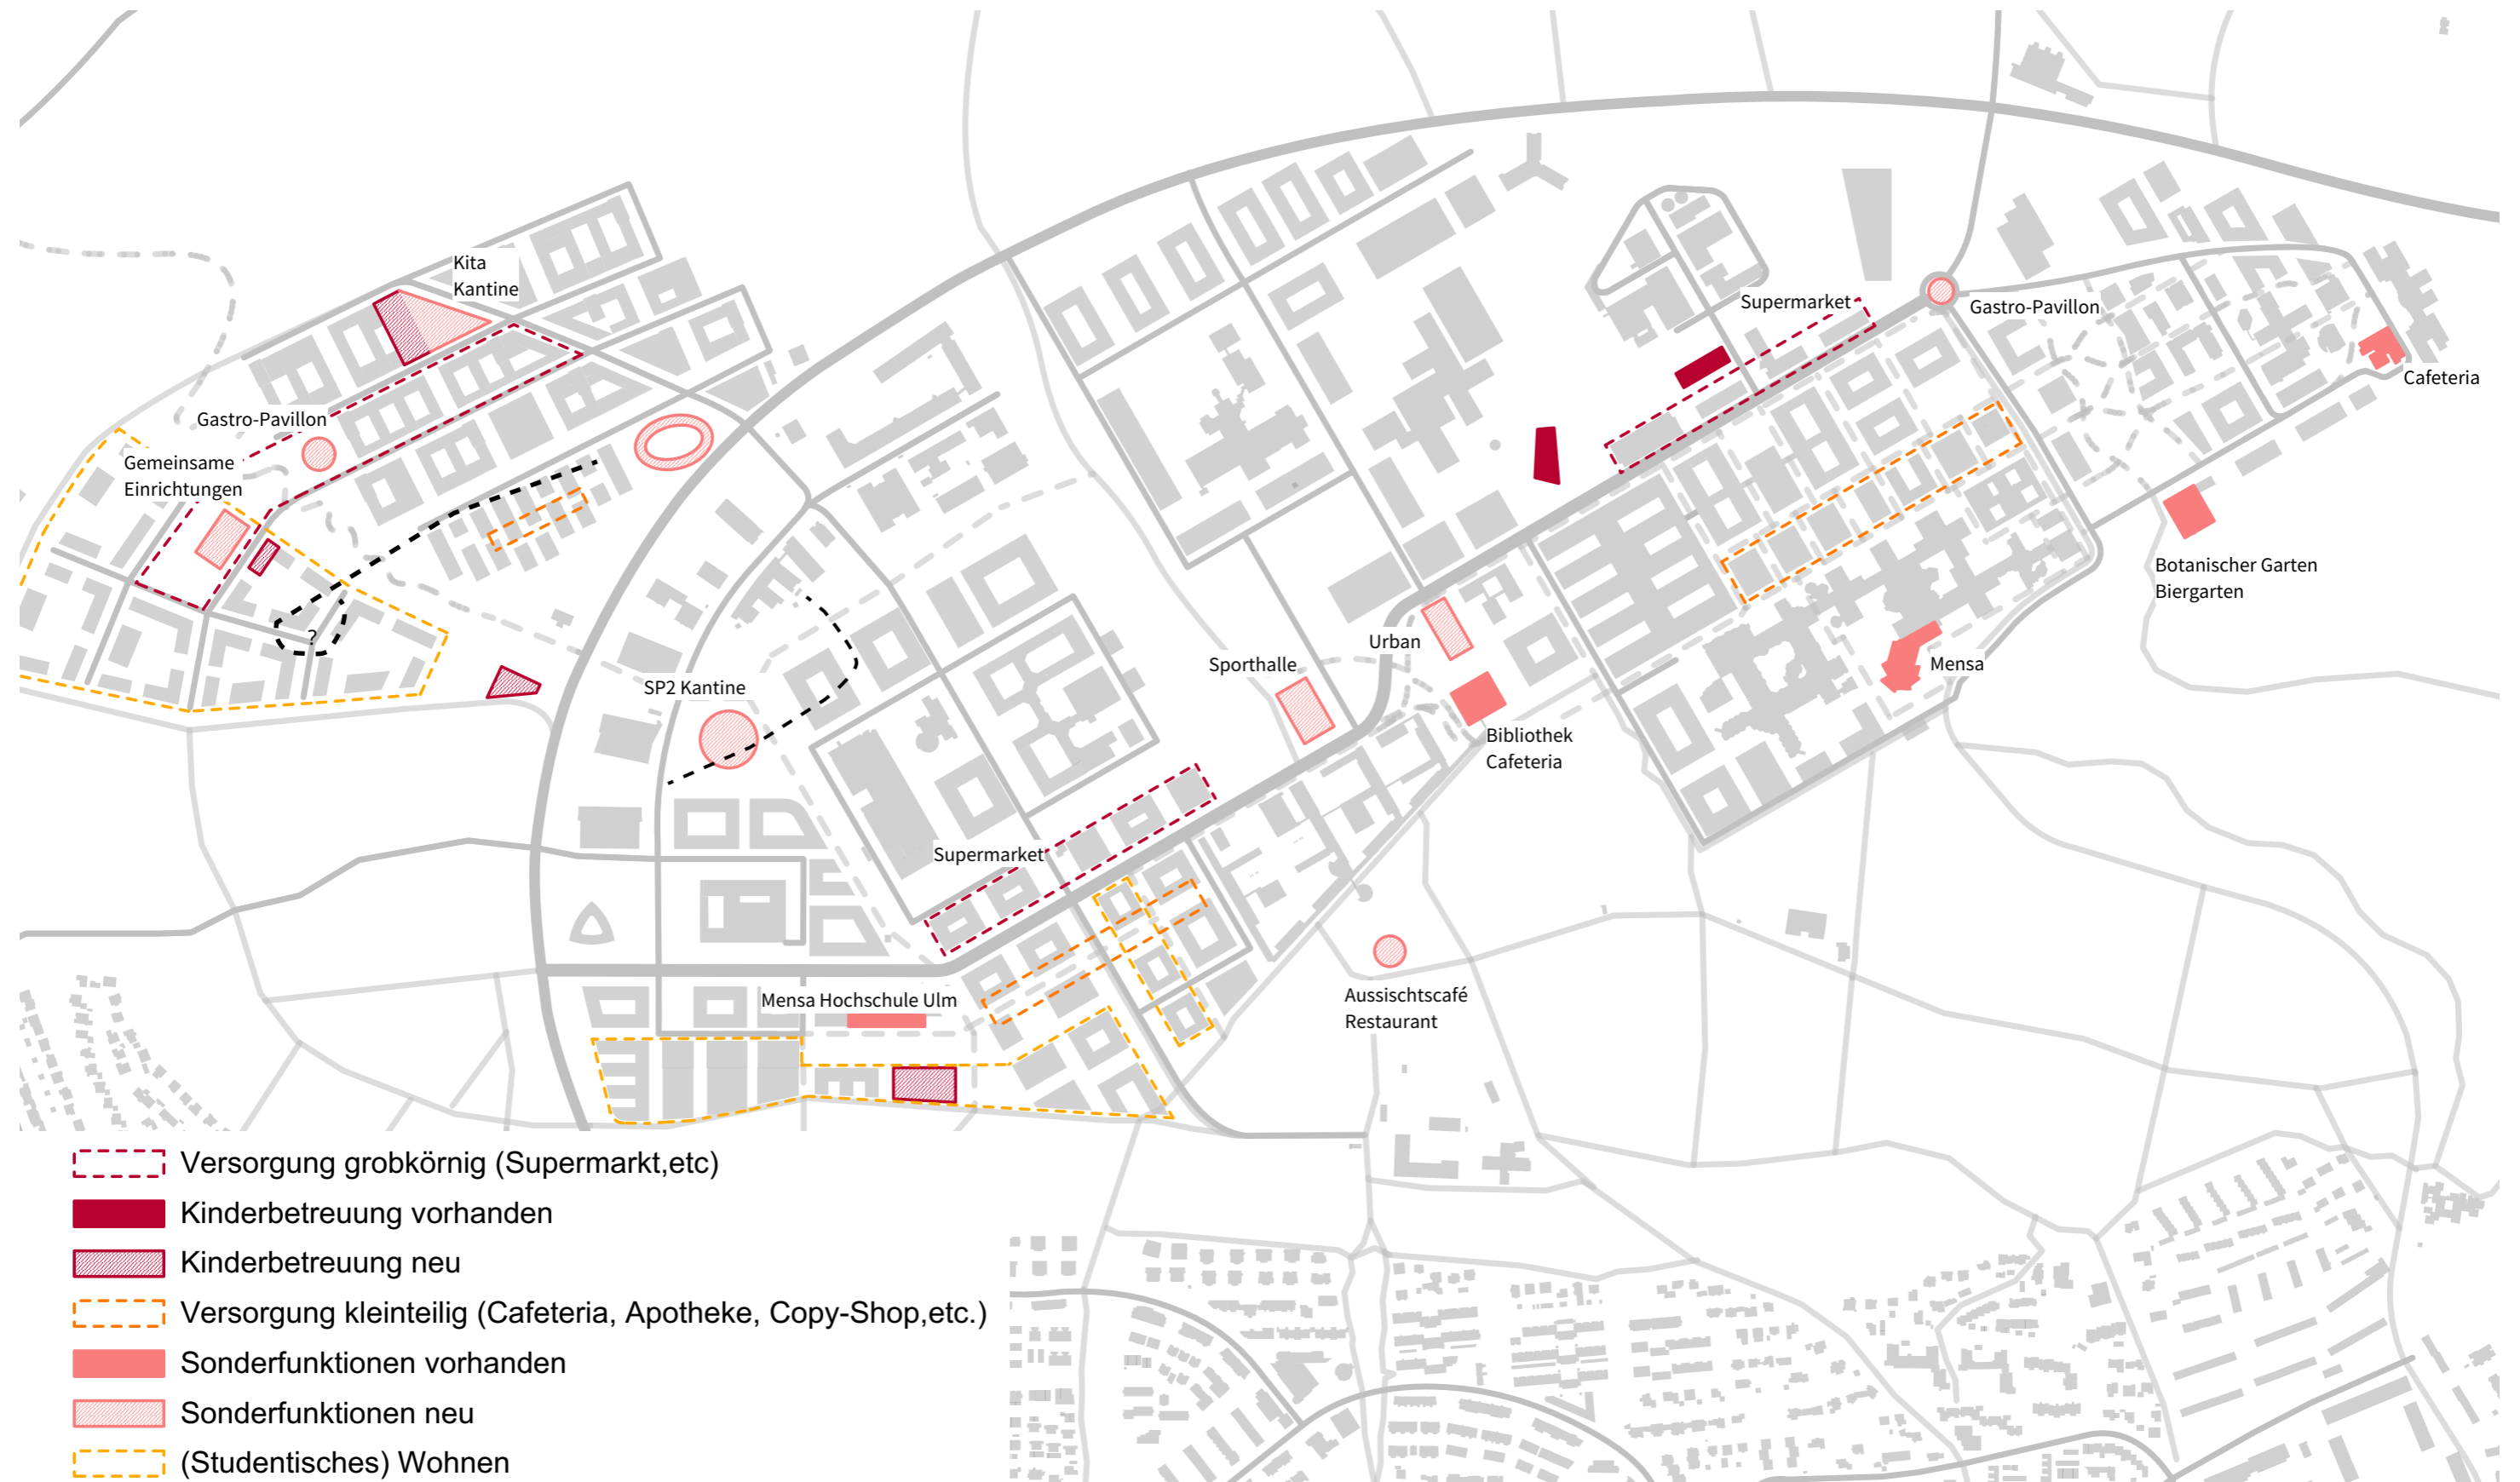 Kita
Kantine
Supermarket
Gastro-Pavillon
Cafeteria
Gastro-Pavillon
Gemeinsame
Einrichtungen
Botanischer Garten
Biergarten
?
Urban
Sporthalle
Mensa
SP2 Kantine
Bibliothek
Cafeteria
Supermarket
Mensa Hochschule Ulm
Aussischtscafé
Restaurant
Versorgung grobkörnig (Supermarkt,etc)
Kinderbetreuung vorhanden
Kinderbetreuung neu
Versorgung kleinteilig (Cafeteria, Apotheke, Copy-Shop,etc.)
Sonderfunktionen vorhanden
Sonderfunktionen neu
(Studentisches) Wohnen